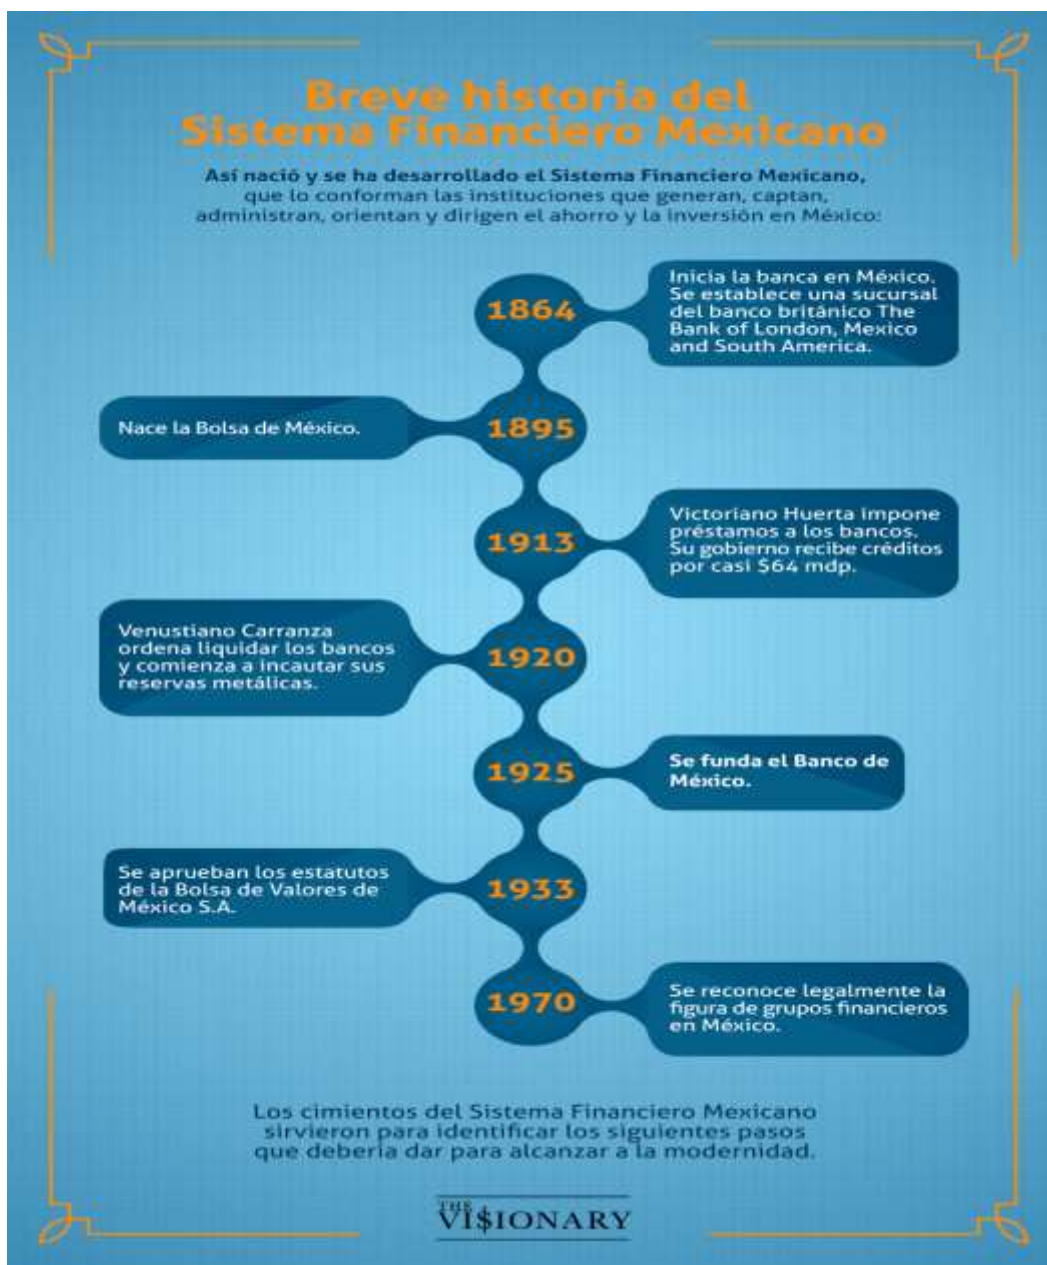 Breve historia del
Sistema Financiero Mexicano
Así nació y se ha desarrollado el Sistema Financiero Mexicano,
que lo conforman las instituciones que generan, captan,
administran, orientan y dirigen el ahorro y la inversión en México:
1864
Inicia la banca en México.
Se establece una sucursal
del banco británico The
Bank of London, Mexico
and South America.
1895
Nace la Bolsa de México.
1913
Victoriano Huerta impone
préstamos a los bancos.
Su gobierno recibe créditos
por casi $64 mdp.
1920
Venustiano Carranza
ordena liquidar los bancos
y comienza a incautar sus
reservas metálicas.
1925
Se funda el Banco de
México.
1933
Se aprueban los estatutos
de la Bolsa de Valores de
México S.A.
1970
Se reconoce legalmente la
figura de grupos financieros
en México.
Los cimientos del Sistema Financiero Mexicano
sirvieron para identificar los siguientes pasos
que debería dar para alcanzar a la modernidad.
THE
VI$IONARY